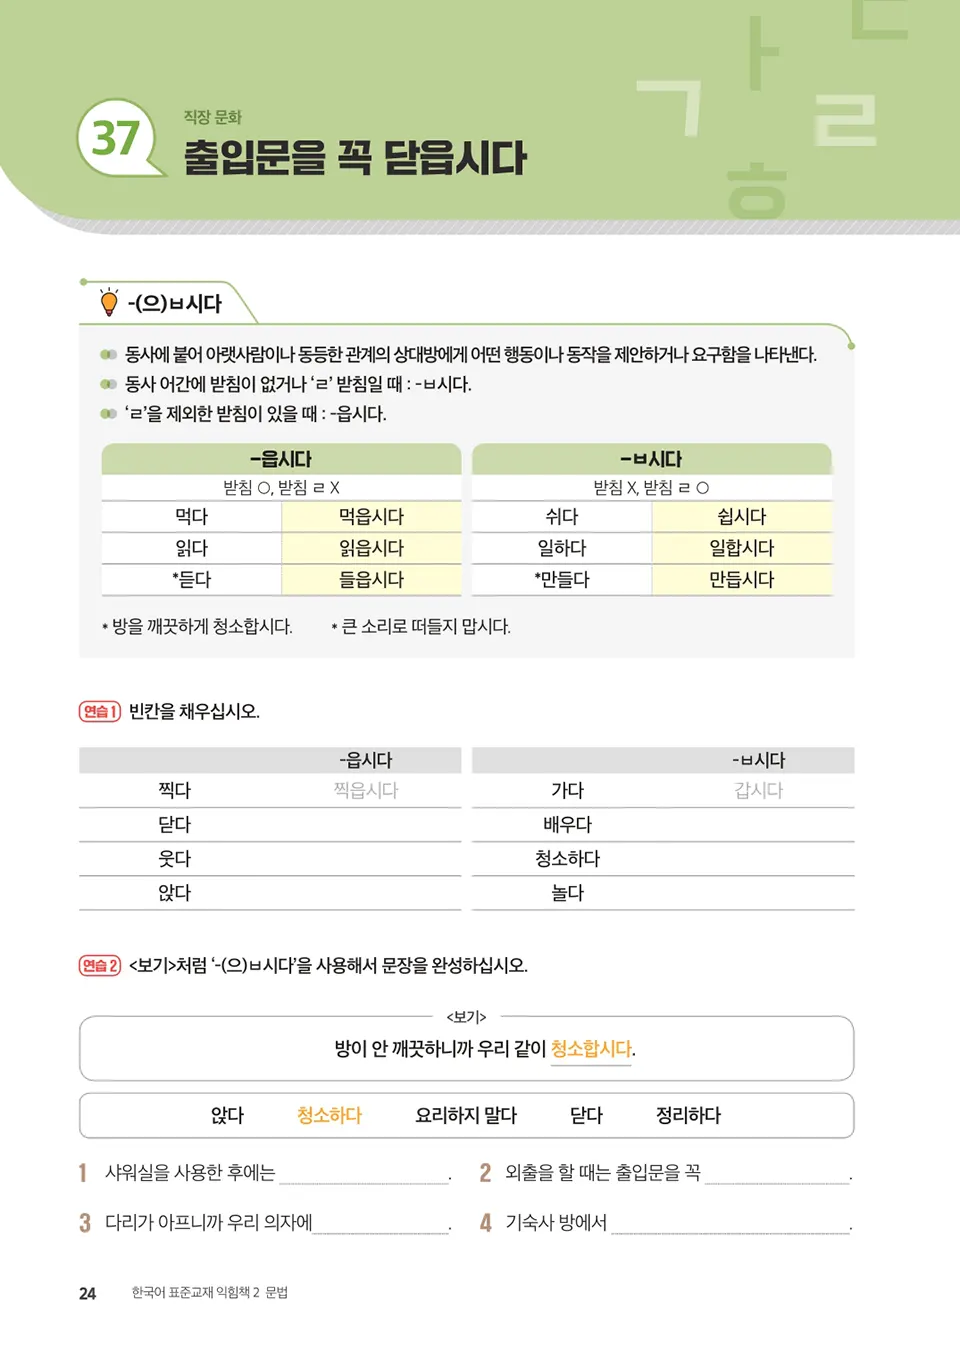 37
직장 문화
출입문을 꼭 닫읍시다
ㄱ ㅏ ㄷ ㄹ ㅎ
-(으)ㅂ시다
동사에 붙어 아랫사람이나 동등한 관계의 상대방에게 어떤 행동이나 동작을 제안하거나 요구함을 나타낸다.
동사 어간에 받침이 없거나 ‘ㄹ’ 받침일 때 : -ㅂ시다.
‘ㄹ’을 제외한 받침이 있을 때 : -읍시다.
-읍시다 -ㅂ시다
받침 O, 받침 ㄹ X 받침 X, 받침 ㄹ O
먹다 먹읍시다 쉬다 쉽시다
읽다 읽읍시다 일하다 일합시다
*듣다 들읍시다 *만들다 만듭시다
* 방을 깨끗하게 청소합시다. * 큰 소리로 떠들지 맙시다.
연습 1 빈칸을 채우십시오.
-읍시다 -ㅂ시다
찍다 찍읍시다 가다 갑시다
닫다 배우다
웃다 청소하다
앉다 놀다
연습 2 <보기>처럼 ‘-(으)ㅂ시다’을 사용해서 문장을 완성하십시오.
<보기>
방이 안 깨끗하니까 우리 같이 청소합시다.
앉다 청소하다 요리하지 말다 닫다 정리하다
1 샤워실을 사용한 후에는 . 2 외출을 할 때는 출입문을 꼭 .
3 다리가 아프니까 우리 의자에 . 4 기숙사 방에서 .
24 한국어 표준교재 익힘책 2 문법